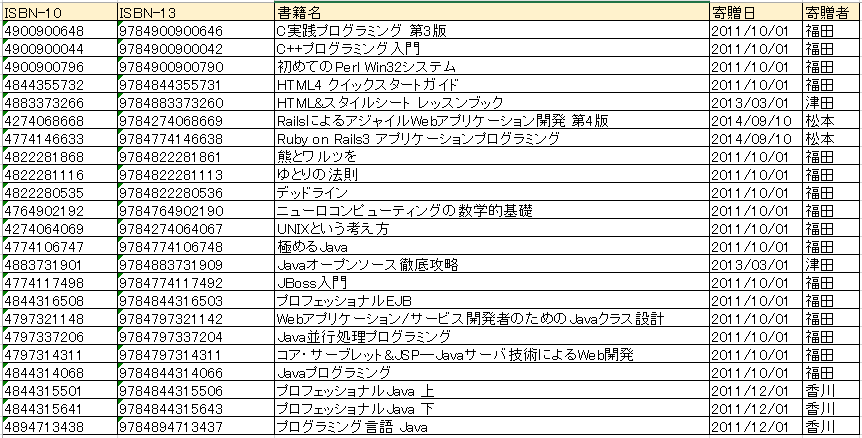 ISBN-10 ISBN-13 書籍名 寄贈日 寄贈者
4900900648 9784900900646 C実践プログラミング 第3版 2011/10/01 福田
4900900044 9784900900042 C++プログラミング入門 2011/10/01 福田
4900900796 9784900900790 初めてのPerl Win32システム 2011/10/01 福田
4844355732 9784844355731 HTML4 クイックスタートガイド 2011/10/01 福田
4883373266 9784883373260 HTML&スタイルシート レッスンブック 2013/03/01 津田
4274068668 9784274068669 RailsによるアジャイルWebアプリケーション開発 第4版 2014/09/10 松本
4774146633 9784774146638 Ruby on Rails3 アプリケーションプログラミング 2014/09/10 松本
4822281868 9784822281861 熊とワルツを 2011/10/01 福田
4822281116 9784822281113 ゆとりの法則 2011/10/01 福田
4822280535 9784822280536 デッドライン 2011/10/01 福田
4764902192 9784764902190 ニューロコンピューティングの数学的基礎 2011/10/01 福田
4274064069 9784274064067 UNIXという考え方 2011/10/01 福田
4774106747 9784774106748 極めるJava 2011/10/01 福田
4883731901 9784883731909 Javaオープンソース徹底攻略 2013/03/01 津田
4774117498 9784774117492 JBoss入門 2011/10/01 福田
4844316508 9784844316503 プロフェッショナルEJB 2011/10/01 福田
4797321148 9784797321142 Webアプリケーション/サービス開発者のためのJavaクラス設計 2011/10/01 福田
4797337206 9784797337204 Java並行処理プログラミング 2011/10/01 福田
4797314311 9784797314311 コア・サーブレット&JSP―Javaサーバ技術によるWeb開発 2011/10/01 福田
4844314068 9784844314066 Javaプログラミング 2011/10/01 福田
4844315501 9784844315506 プロフェッショナルJava 上 2011/12/01 香川
4844315641 9784844315643 プロフェッショナルJava 下 2011/12/01 香川
4894713438 9784894713437 プログラミング言語 Java 2011/12/01 香川